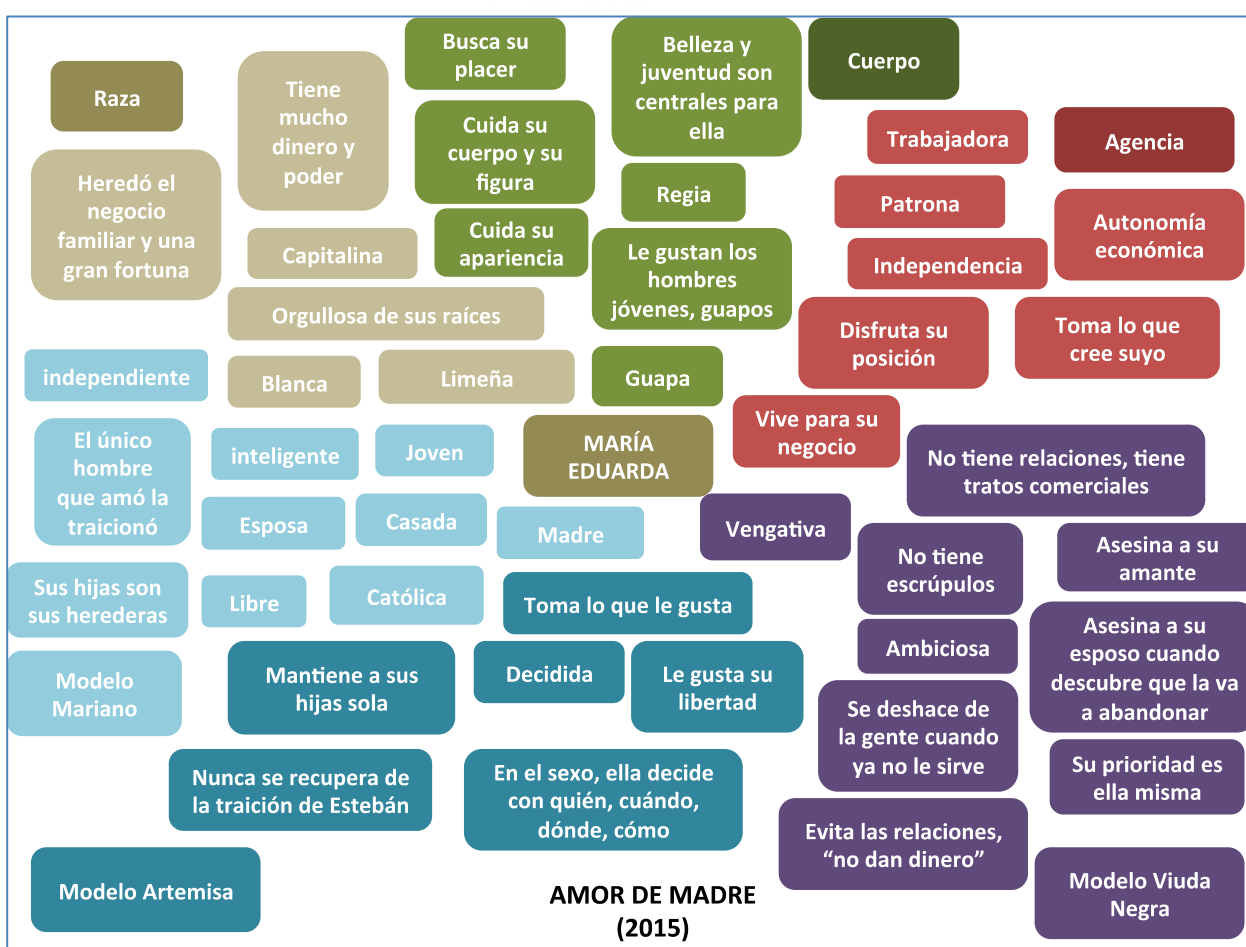 Raza
Tiene
mucho
dinero y
poder
Busca su
placer
Belleza y
juventud son
centrales para
ella
Cuerpo
Cuida su
cuerpo y su
figura
Trabajadora
Agencia
Heredó el
negocio
familiar y una
gran fortuna
Regia
Patrona
Autonomía
económica
Capitalina
Cuida su
apariencia
Le gustan los
hombres
jóvenes, guapos
Independencia
Orgullosa de sus raíces
Disfruta su
posición
Toma lo que
cree suyo
independiente
Blanca
Limeña
Guapa
Vive para su
negocio
El único
hombre
que amó la
traicionó
inteligente
Joven
MARÍA
EDUARDA
No tiene relaciones, tiene
tratos comerciales
Esposa
Casada
Madre
Vengativa
No tiene
escrúpulos
Asesina a su
amante
Sus hijas son
sus herederas
Libre
Católica
Toma lo que le gusta
Ambiciosa
Asesina a su
esposo cuando
descubre que la va
a abandonar
Modelo
Mariano
Mantiene a sus
hijas sola
Decidida
Le gusta su
libertad
Se deshace de
la gente cuando
ya no le sirve
Nunca se recupera de
la traición de Estebán
En el sexo, ella decide
con quién, cuándo,
dónde, cómo
Su prioridad es
ella misma
Evita las relaciones,
“no dan dinero”
Modelo Artemisa
AMOR DE MADRE
(2015)
Modelo Viuda
Negra